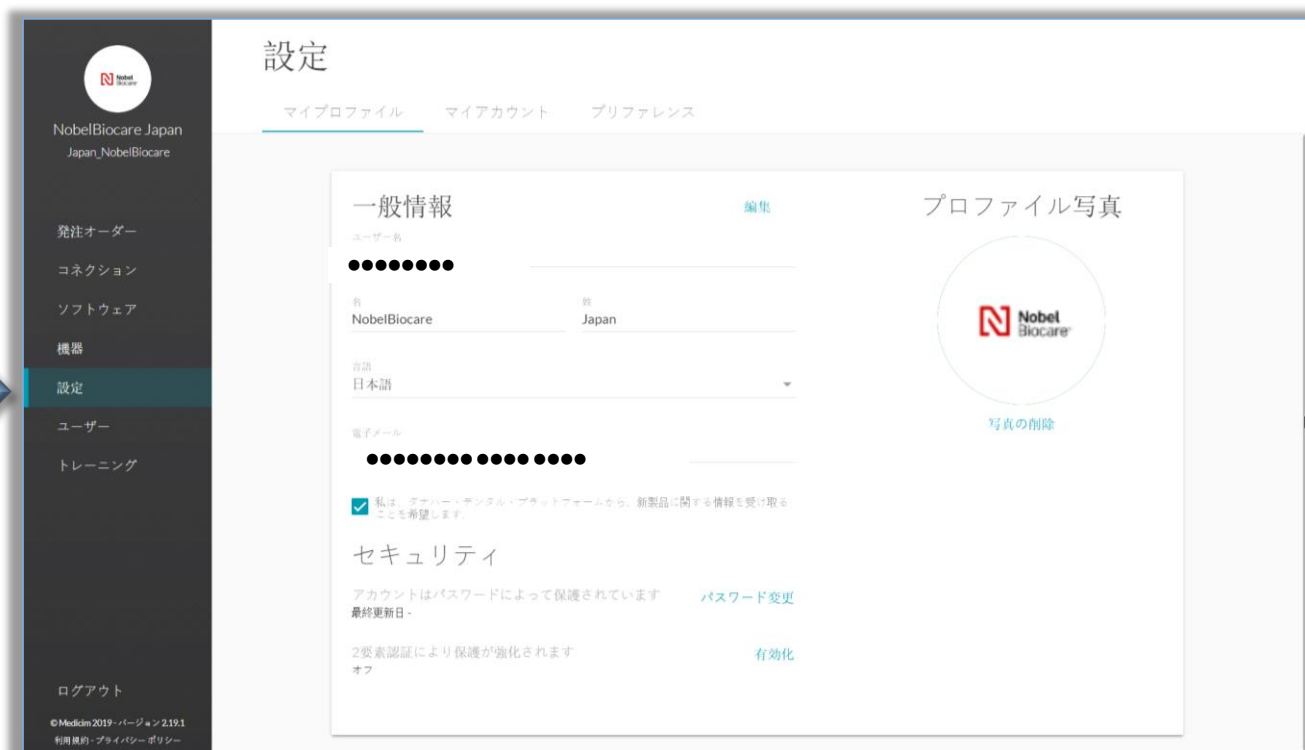 Nobel
Biocare
NobelBiocare Japan
Japan_NobelBiocare
発注オーダー
コネクション
ソフトウェア
機器
設定
ユーザー
トレーニング
ログアウト
© Medicim 2019 - バージョン 2.19.1
利用規約 - プライバシー ポリシー
設定
マイプロファイル マイアカウント プリファレンス
一般情報 編集
ユーザー名
●●●●●●●●
名 姓
NobelBiocare Japan
言語
日本語
電子メール
●●●●●●●● ●●●● ●●●●
私は、ダナハー・デンタル・プラットフォームから、新製品に関する情報を受け取る
ことを希望します。
セキュリティ
アカウントはパスワードによって保護されています パスワード変更
最終更新日 -
2要素認証により保護が強化されます 有効化
オフ
プロファイル写真
Nobel
Biocare
写真の削除